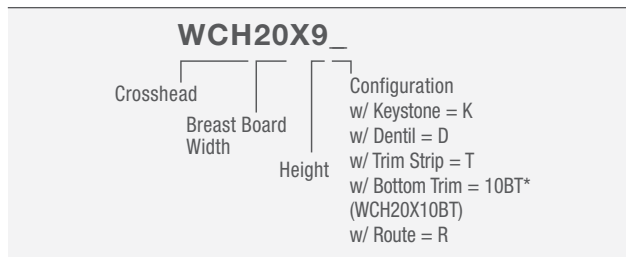 WCH20X9_
Crosshead
Breast Board
Width
Height
Configuration
w/ Keystone = K
w/ Dentil = D
w/ Trim Strip = T
w/ Bottom Trim = 10BT*
(WCH20X10BT)
w/ Route = R